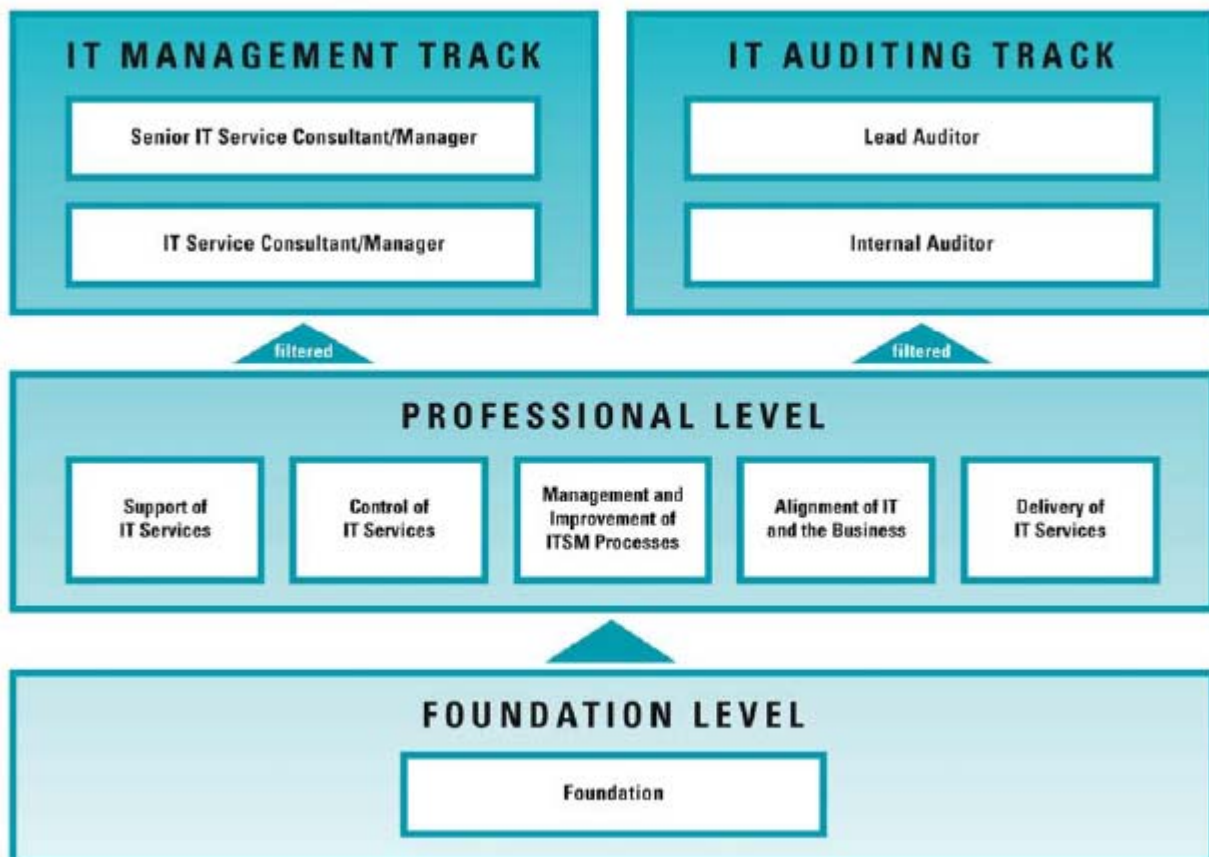 IT MANAGEMENT TRACK
Senior IT Service Consultant/Manager
IT Service Consultant/Manager
IT AUDITING TRACK
Lead Auditor
Internal Auditor
filtered
filtered
PROFESSIONAL LEVEL
Support of
IT Services
Control of
IT Services
Management and
Improvement of
ITSM Processes
Alignment of IT
and the Business
Delivery of
IT Services
FOUNDATION LEVEL
Foundation